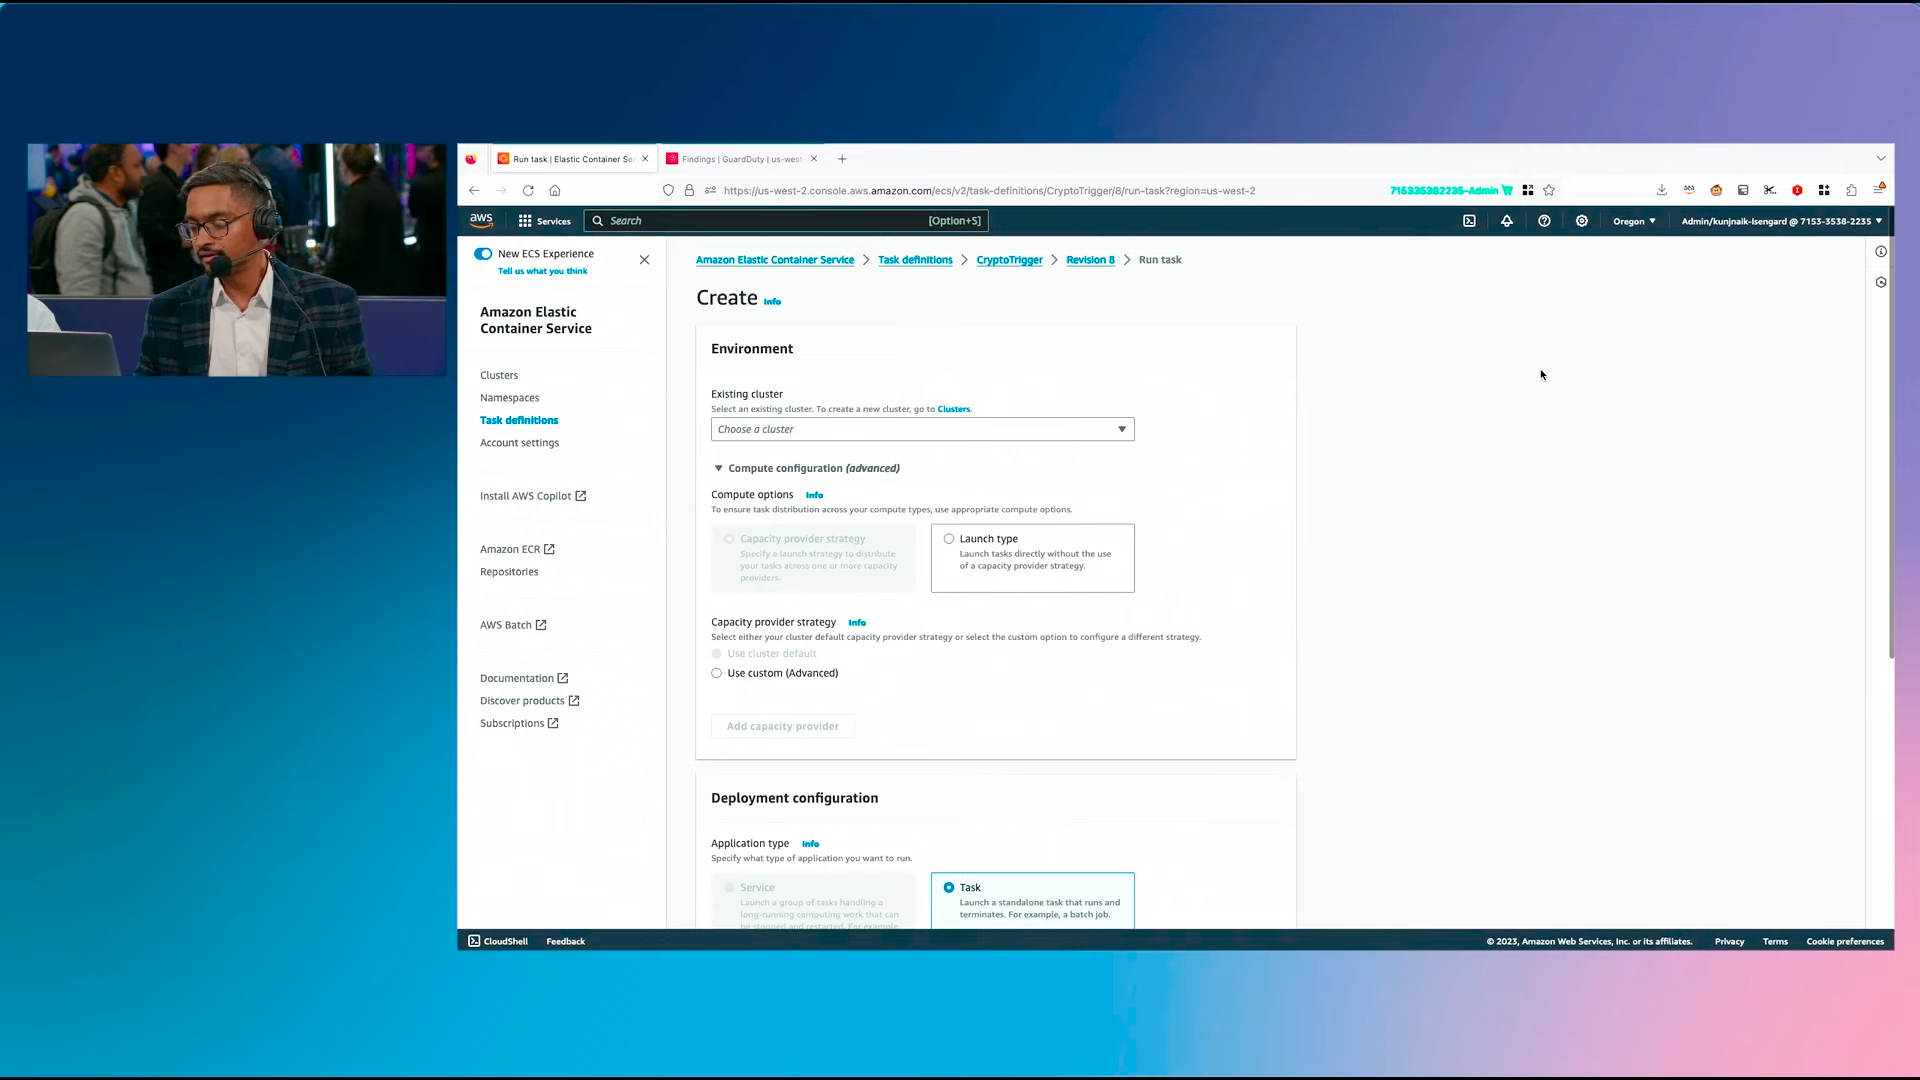 Run task | Elastic Container Ser
Findings | GuardDuty | us-west
https://us-west-2.console.aws.amazon.com/ecs/v2/task-definitions/CryptoTrigger/8/run-task?region=us-west-2
715335382235-Admin
aws
Services
Search
[Option+S]
Oregon
Admin/kunjnaik-Isengard @ 7153-3538-2235
New ECS Experience
Tell us what you think
Amazon Elastic
Container Service
Clusters
Namespaces
Task definitions
Account settings
Install AWS Copilot
Amazon ECR
Repositories
AWS Batch
Documentation
Discover products
Subscriptions
Amazon Elastic Container Service > Task definitions > CryptoTrigger > Revision 8 > Run task
Create Info
Environment
Existing cluster
Select an existing cluster. To create a new cluster, go to Clusters.
Choose a cluster
Compute configuration (advanced)
Compute options Info
To ensure task distribution across your compute types, use appropriate compute options.
Capacity provider strategy
Specify a launch strategy to distribute
your tasks across one or more capacity
providers.
Launch type
Launch tasks directly without the use
of a capacity provider strategy.
Capacity provider strategy Info
Select either your cluster default capacity provider strategy or select the custom option to configure a different strategy.
Use cluster default
Use custom (Advanced)
Add capacity provider
Deployment configuration
Application type Info
Specify what type of application you want to run.
Service
Launch a group of tasks handling a
long-running computing work that can
be stopped and restarted. For example,
Task
Launch a standalone task that runs and
terminates. For example, a batch job.
CloudShell
Feedback
© 2023, Amazon Web Services, Inc. or its affiliates.
Privacy
Terms
Cookie preferences